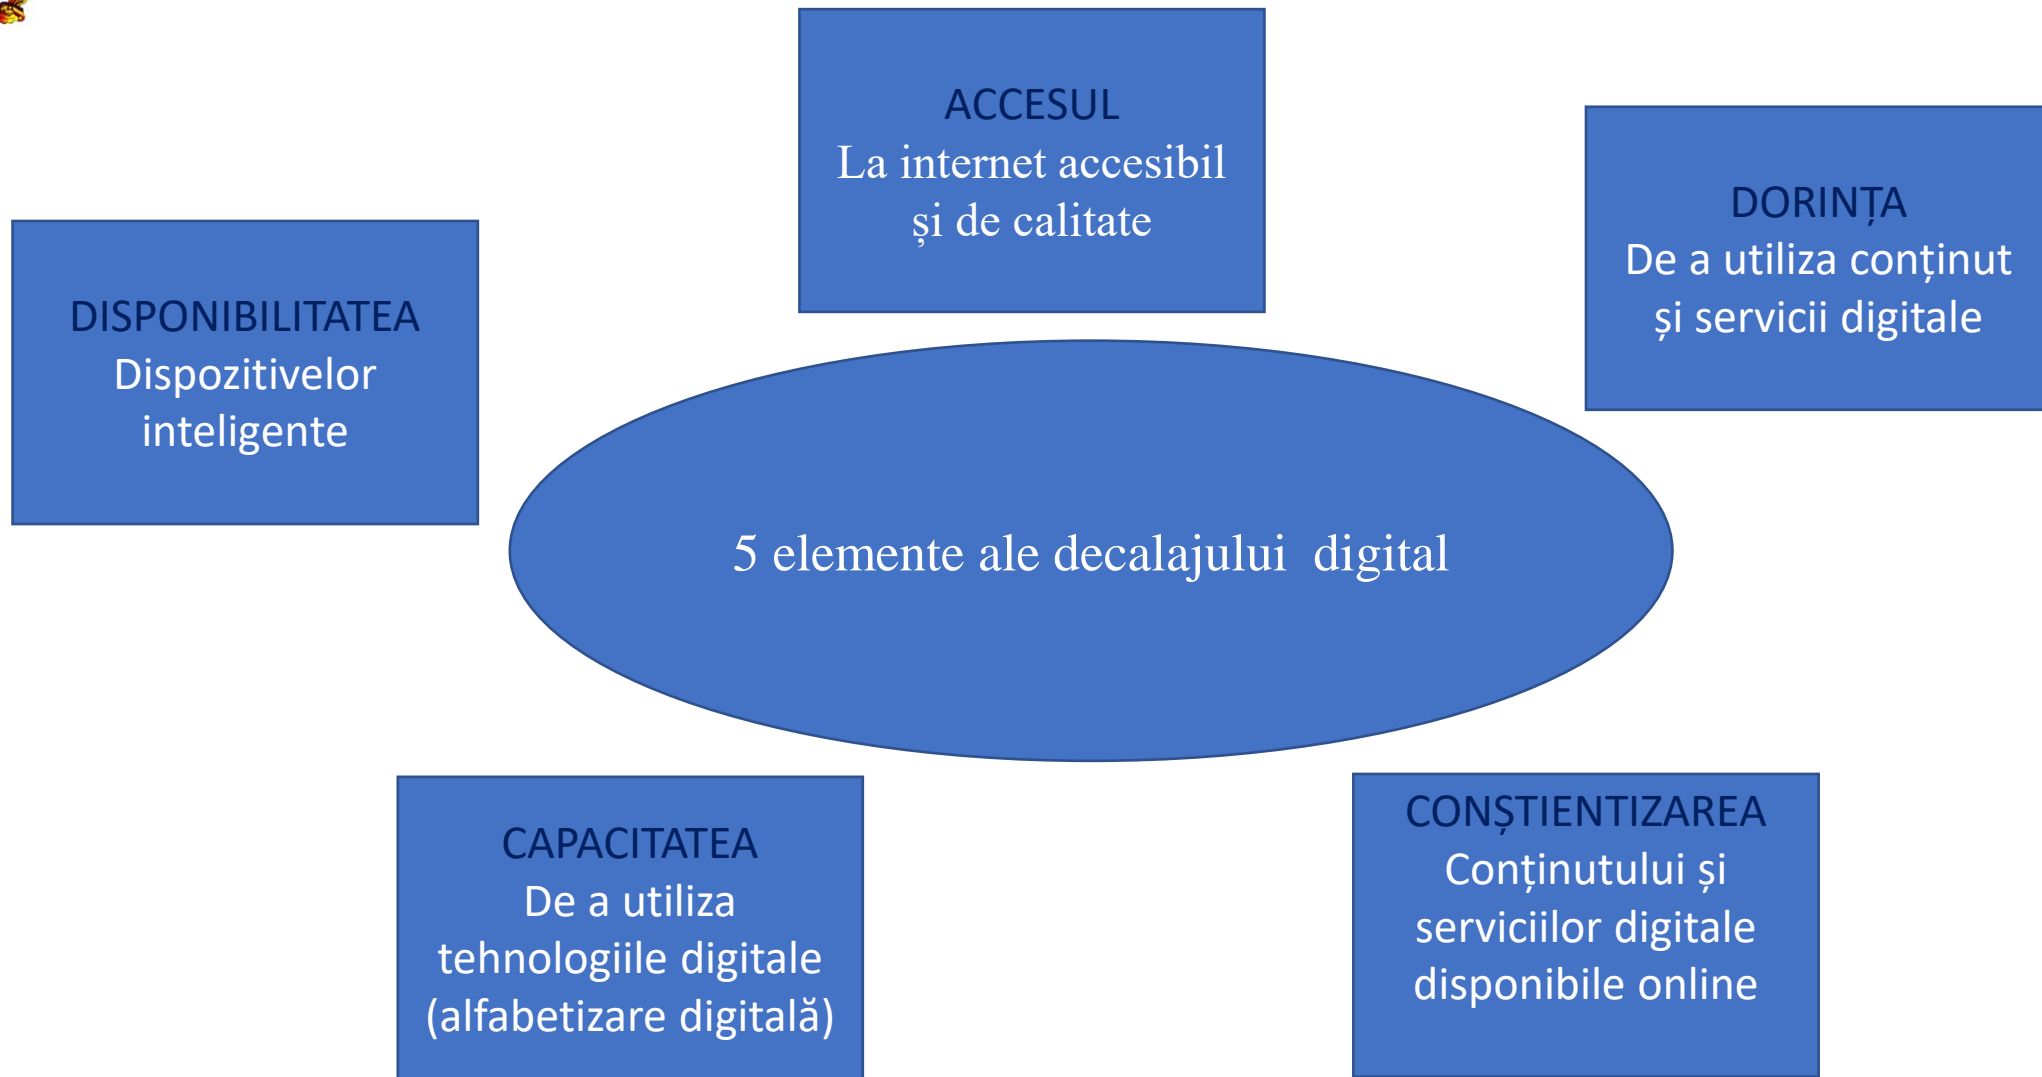 ACCESUL
La internet accesibil
și de calitate
DORINȚA
De a utiliza conținut
și servicii digitale
DISPONIBILITATEA
Dispozitivelor
inteligente
5 elemente ale decalajului  digital
CAPACITATEA
De a utiliza
tehnologiile digitale
(alfabetizare digitală)
CONȘTIENTIZAREA
Conținutului și
serviciilor digitale
disponibile online